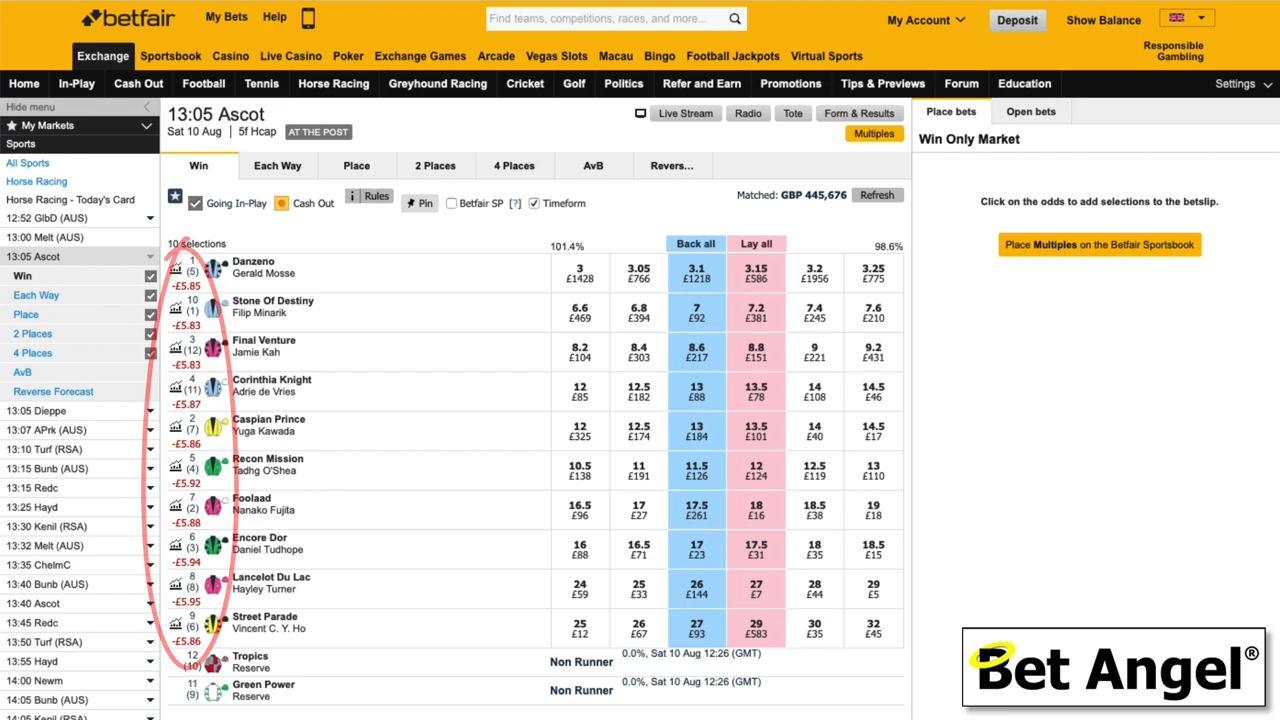 betfair
My Bets
Help
Find teams, competitions, races, and more...
My Account
Deposit
Show Balance
Responsible
Gambling
Exchange Sportsbook Casino Live Casino Poker Exchange Games Arcade Vegas Slots Macau Bingo Football Jackpots Virtual Sports
Home In-Play Cash Out Football Tennis Horse Racing Greyhound Racing Cricket Golf Politics Refer and Earn Promotions Tips & Previews Forum Education Settings
Hide menu
My Markets
Sports
All Sports
Horse Racing
Horse Racing - Today's Card
12:52 GlbD (AUS)
13:00 Melt (AUS)
13:05 Ascot
Win
Each Way
Place
2 Places
4 Places
AvB
Reverse Forecast
13:05 Dieppe
13:07 APrk (AUS)
13:10 Turf (RSA)
13:15 Bunb (AUS)
13:15 Redc
13:25 Hayd
13:30 Kenil (RSA)
13:32 Melt (AUS)
13:35 ChelmC
13:40 Bunb (AUS)
13:40 Ascot
13:45 Redc
13:50 Turf (RSA)
13:55 Hayd
14:00 Newm
14:05 Bunb (AUS)
14:05 Kenil (RSA)
13:05 Ascot
Sat 10 Aug | 5f Hcap AT THE POST
Live Stream Radio Tote Form & Results
Multiples
Win Each Way Place 2 Places 4 Places AvB Revers...
Going In-Play Cash Out i Rules Pin Betfair SP [?] Timeform
Matched: GBP 445,676 Refresh
10 selections 101.4% Back all Lay all 98.6%
1 Danzeno 3 3.05 3.1 3.15 3.2 3.25
(5) Gerald Mosse £1428 £766 £1218 £586 £1956 £775
-£5.85
10 Stone Of Destiny 6.6 6.8 7 7.2 7.4 7.6
(1) Filip Minarik £469 £394 £92 £381 £245 £210
-£5.83
3 Final Venture 8.2 8.4 8.6 8.8 9 9.2
(12) Jamie Kah £104 £303 £217 £151 £221 £431
-£5.83
4 Corinthia Knight 12 12.5 13 13.5 14 14.5
(11) Adrie de Vries £85 £182 £88 £78 £108 £46
-£5.87
2 Caspian Prince 12 12.5 13 13.5 14 14.5
(7) Yuga Kawada £325 £174 £184 £101 £40 £17
-£5.86
5 Recon Mission 10.5 11 11.5 12 12.5 13
(4) Tadhg O'Shea £138 £191 £126 £124 £119 £110
-£5.92
7 Foolaad 16.5 17 17.5 18 18.5 19
(2) Nanako Fujita £96 £27 £261 £16 £38 £18
-£5.88
6 Encore Dor 16 16.5 17 17.5 18 18.5
(3) Daniel Tudhope £88 £71 £23 £31 £35 £15
-£5.94
8 Lancelot Du Lac 24 25 26 27 28 29
(8) Hayley Turner £59 £33 £144 £7 £44 £5
-£5.95
9 Street Parade 25 26 27 29 30 32
(6) Vincent C. Y. Ho £12 £67 £93 £583 £35 £45
-£5.86
12 Tropics Non Runner 0.0%, Sat 10 Aug 12:26 (GMT)
(10) Reserve
11 Green Power Non Runner 0.0%, Sat 10 Aug 12:26 (GMT)
(9) Reserve
Place bets Open bets
Win Only Market
Click on the odds to add selections to the betslip.
Place Multiples on the Betfair Sportsbook
Bet Angel®